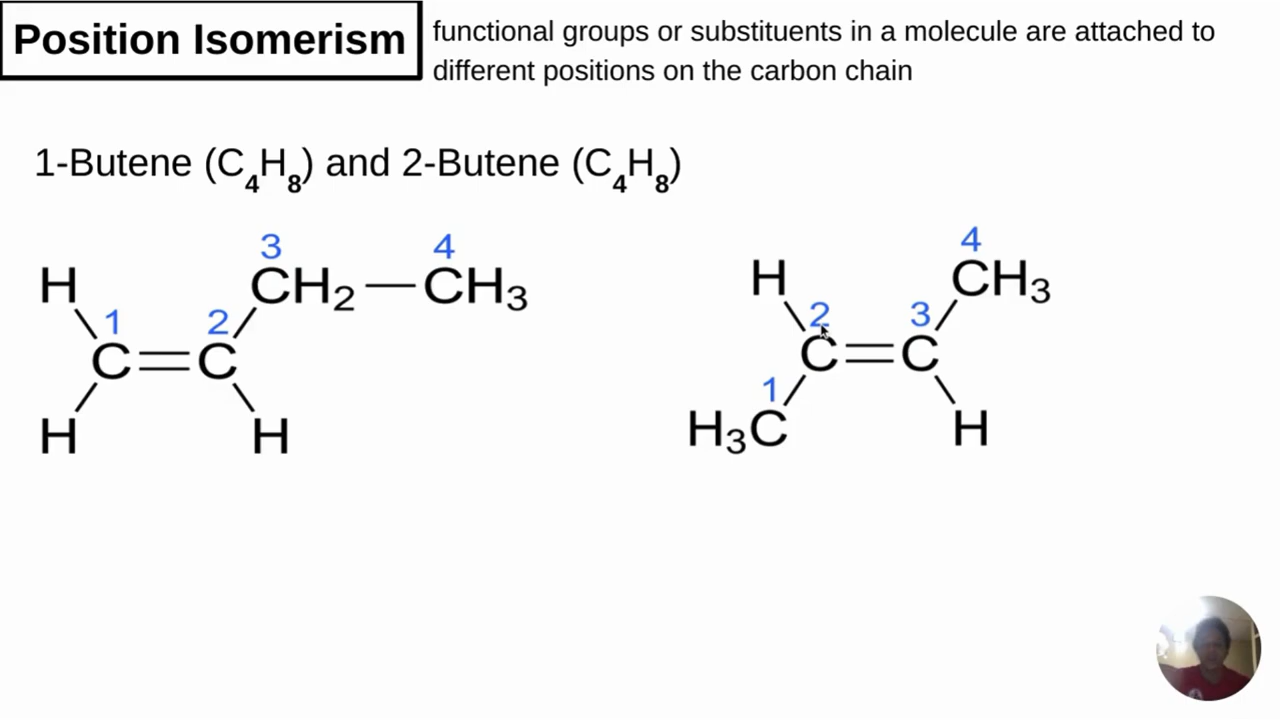 Position Isomerism
functional groups or substituents in a molecule are attached to
different positions on the carbon chain
1-Butene (C4H8) and 2-Butene (C4H8)
3 4
H CH2—CH3
1 2
C=C
H H
4
H CH3
2 3
C=C
1
H3C H